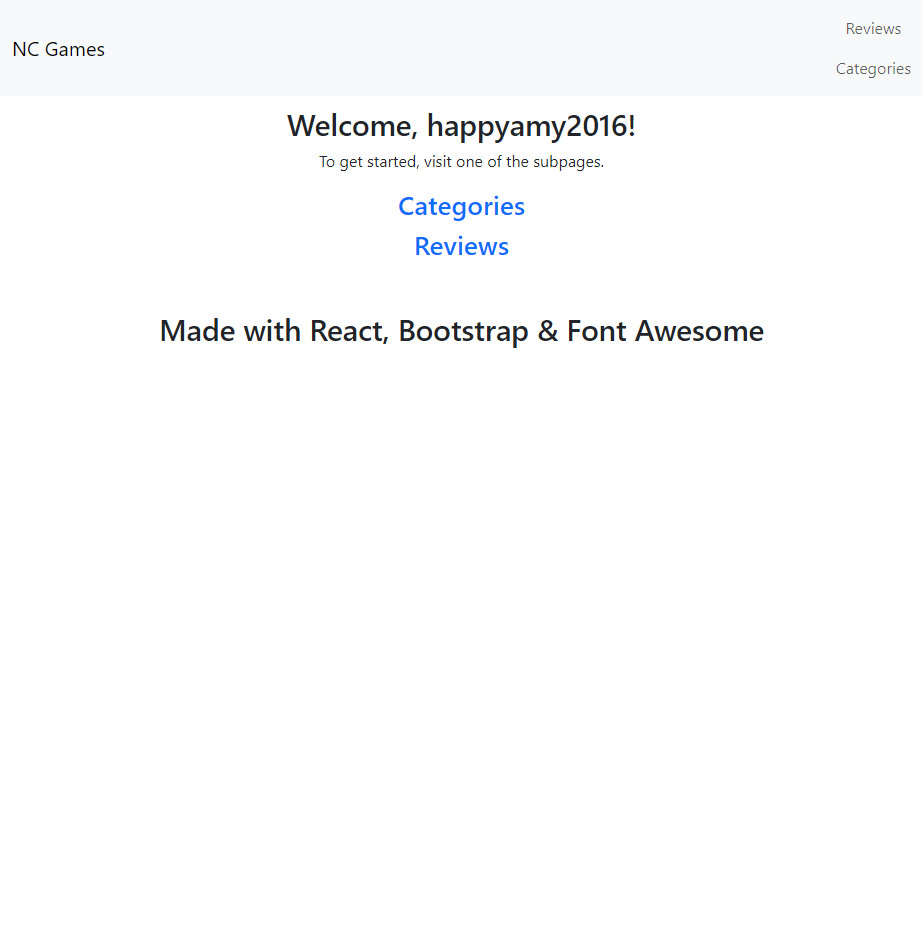 NC Games
Reviews
Categories
Welcome, happyamy2016!
To get started, visit one of the subpages.
Categories
Reviews
Made with React, Bootstrap & Font Awesome